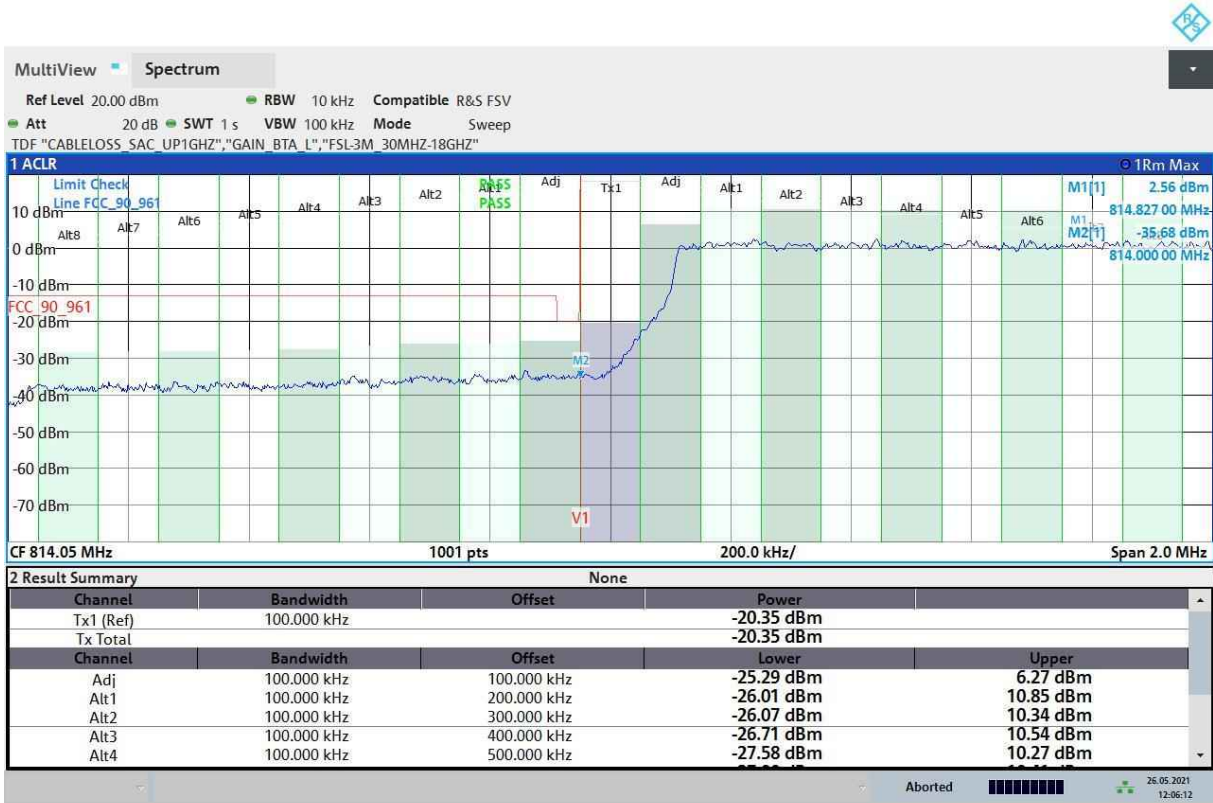 R&S
MultiView Spectrum
Ref Level 20.00 dBm RBW 10 kHz Compatible R&S FSV
Att 20 dB SWT 1 s VBW 100 kHz Mode Sweep
TDF "CABLELOSS_SAC_UP1GHZ","GAIN_BTA_L","FSL-3M_30MHZ-18GHZ"
1 ACLR 1Rm Max
Limit Check PASS
Line FCC_90_961 PASS
Alt8 Alt7 Alt6 Alt5 Alt4 Alt3 Alt2 Alt1 Adj Tx1 Adj Alt1 Alt2 Alt3 Alt4 Alt5 Alt6
M1[1] 2.56 dBm
814.827 00 MHz
M2[1] -35.68 dBm
814.000 00 MHz
M1
10 dBm
0 dBm
-10 dBm
FCC_90_961
-20 dBm
-30 dBm
M2
-40 dBm
-50 dBm
-60 dBm
-70 dBm
V1
CF 814.05 MHz 1001 pts 200.0 kHz/ Span 2.0 MHz
2 Result Summary None
Channel Bandwidth Offset Power
Tx1 (Ref) 100.000 kHz -20.35 dBm
Tx Total -20.35 dBm
Channel Bandwidth Offset Lower Upper
Adj 100.000 kHz 100.000 kHz -25.29 dBm 6.27 dBm
Alt1 100.000 kHz 200.000 kHz -26.01 dBm 10.85 dBm
Alt2 100.000 kHz 300.000 kHz -26.07 dBm 10.34 dBm
Alt3 100.000 kHz 400.000 kHz -26.71 dBm 10.54 dBm
Alt4 100.000 kHz 500.000 kHz -27.58 dBm 10.27 dBm
Aborted 26.05.2021
12:06:12